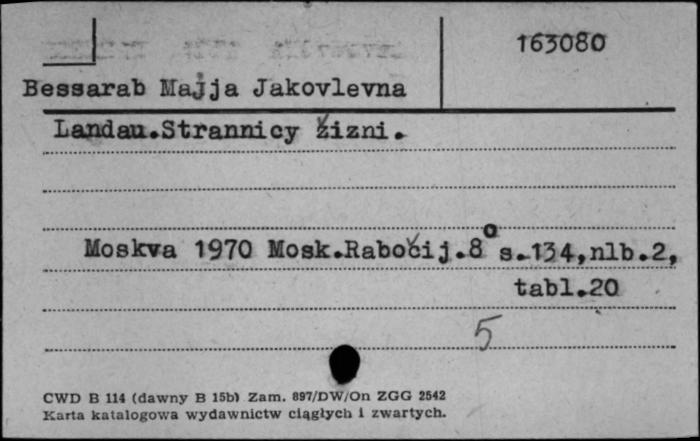 163080
Bessarab Majja Jakovlevna
Landau.Strannicy žizni.
Moskva 1970 Mosk.Rabočij.8° s.134,nlb.2,
tabl.20
5
CWD B 114 (dawny B 15b) Zam. 897/DW/On ZGG 2542
Karta katalogowa wydawnictw ciągłych i zwartych.